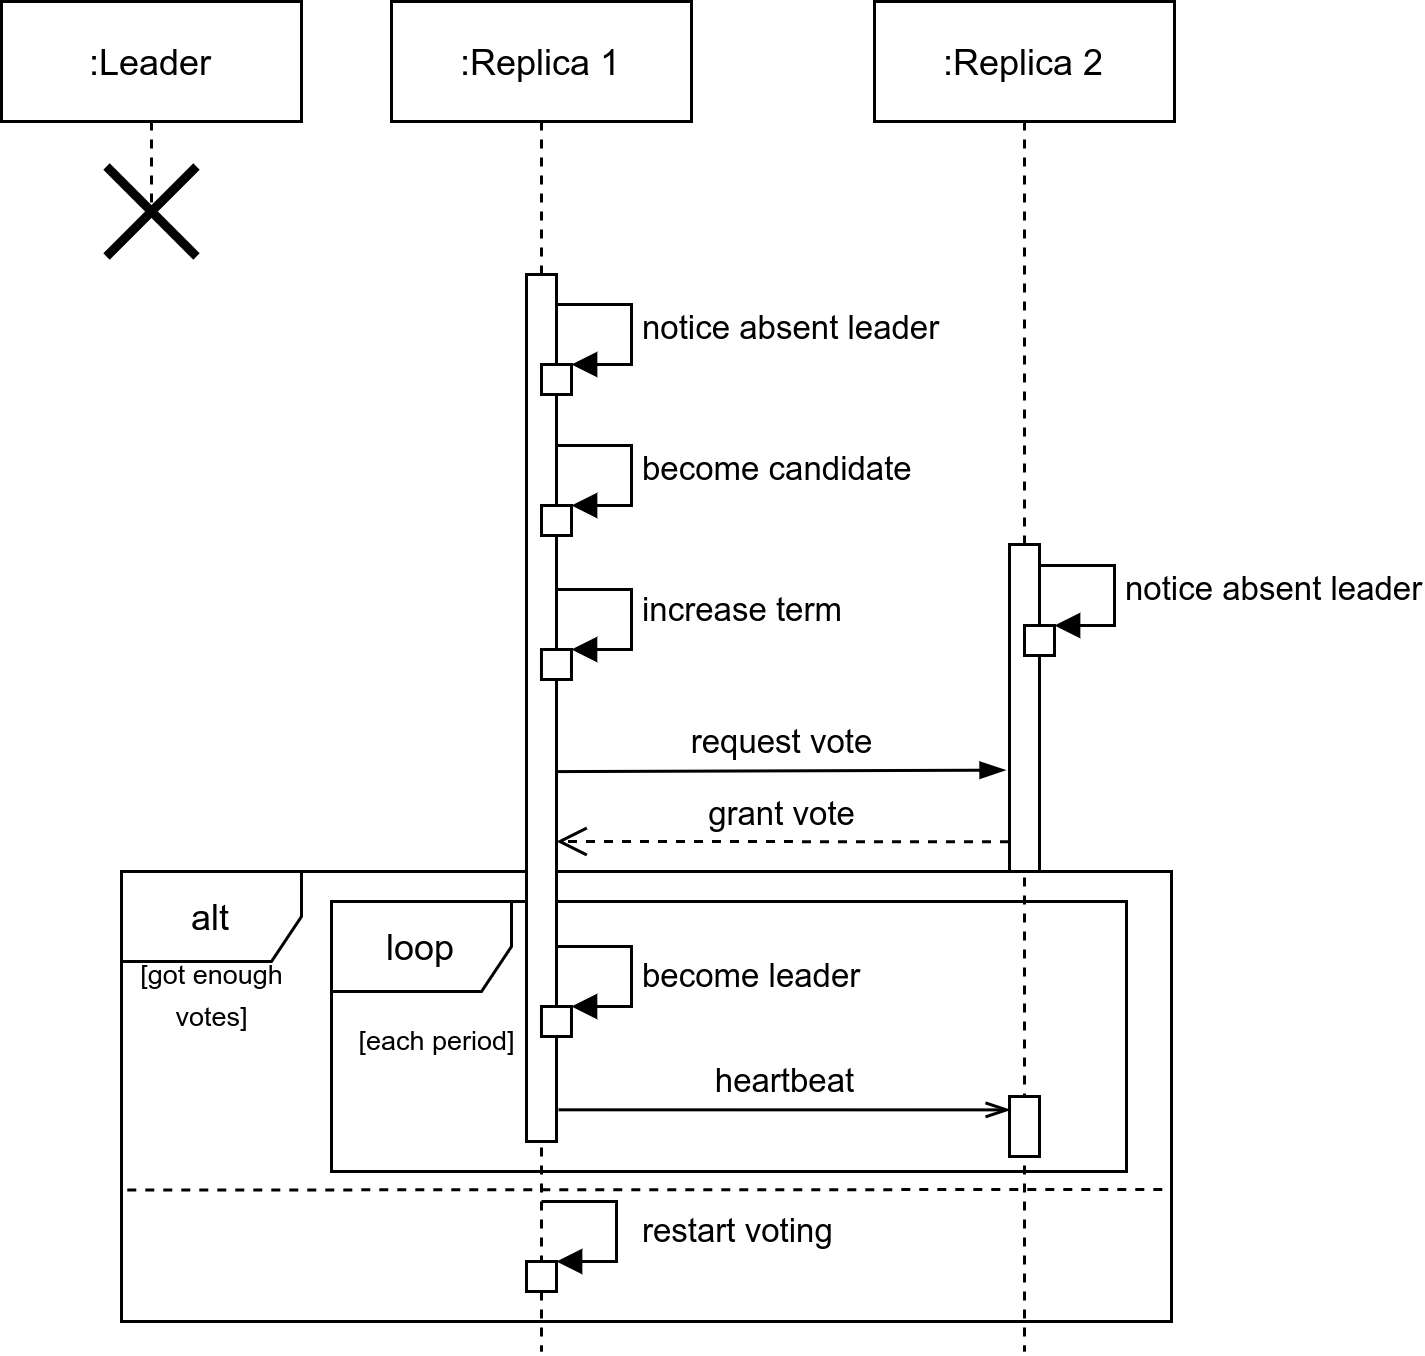 :Leader
:Replica 1
:Replica 2
notice absent leader
become candidate
notice absent leader
increase term
request vote
grant vote
alt
loop
[got enough
votes]
become leader
[each period]
heartbeat
restart voting